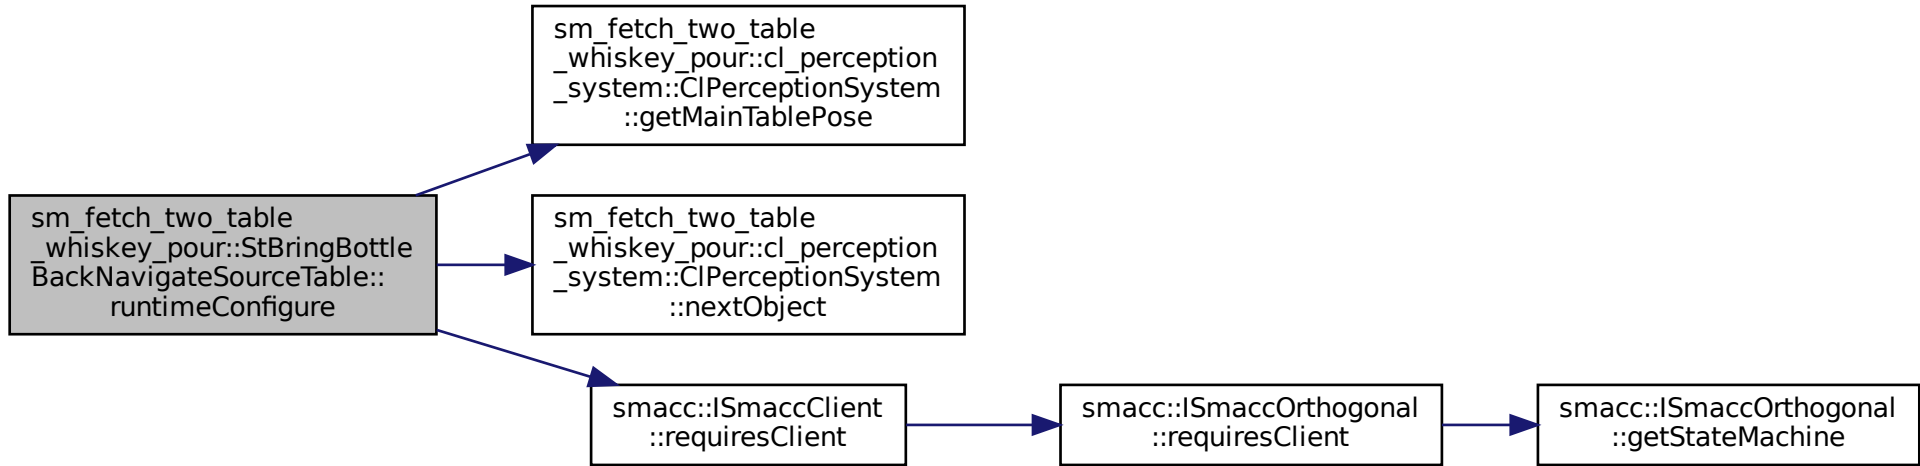 sm_fetch_two_table
_whiskey_pour::cl_perception
_system::ClPerceptionSystem
::getMainTablePose
sm_fetch_two_table
_whiskey_pour::StBringBottle
BackNavigateSourceTable::
runtimeConfigure
sm_fetch_two_table
_whiskey_pour::cl_perception
_system::ClPerceptionSystem
::nextObject
smacc::ISmaccClient
::requiresClient
smacc::ISmaccOrthogonal
::requiresClient
smacc::ISmaccOrthogonal
::getStateMachine